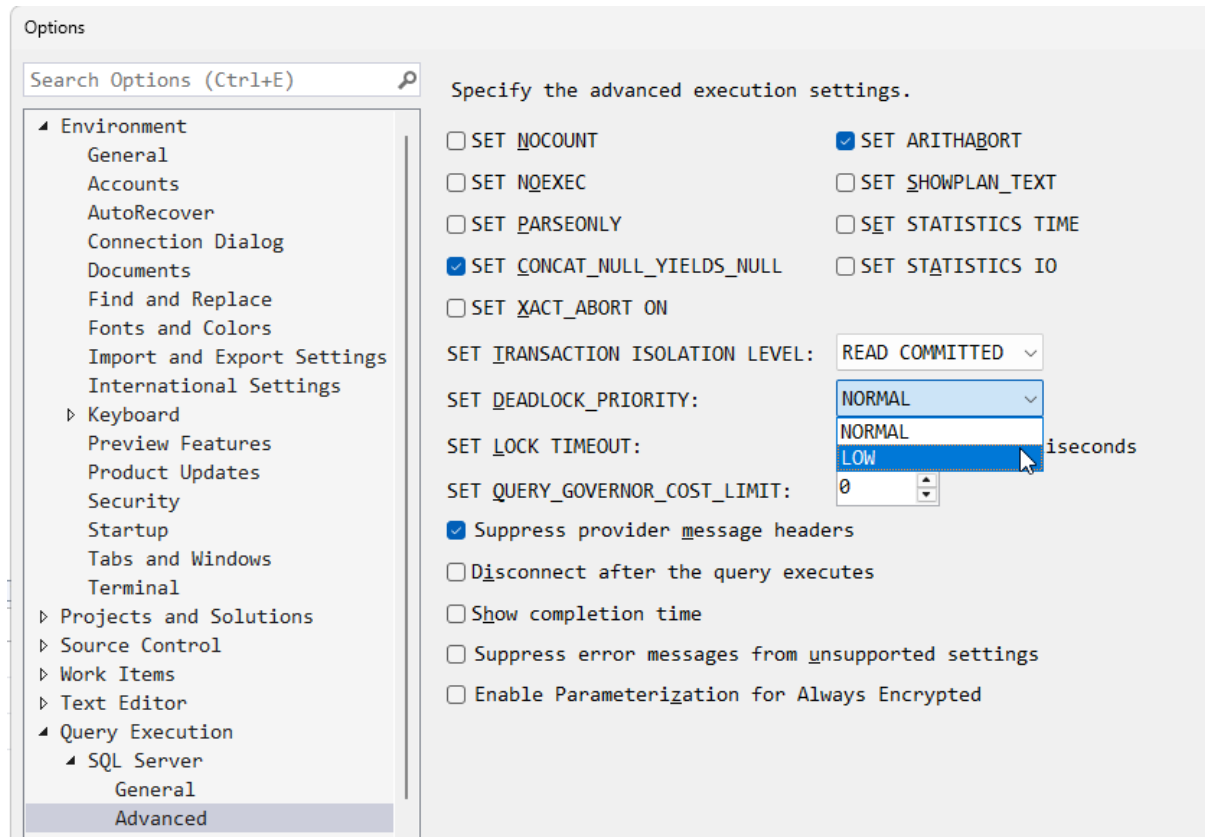 Options
Search Options (Ctrl+E)
Environment
General
Accounts
AutoRecover
Connection Dialog
Documents
Find and Replace
Fonts and Colors
Import and Export Settings
International Settings
Keyboard
Preview Features
Product Updates
Security
Startup
Tabs and Windows
Terminal
Projects and Solutions
Source Control
Work Items
Text Editor
Query Execution
SQL Server
General
Advanced
Specify the advanced execution settings.
SET NOCOUNT
SET ARITHABORT
SET NOEXEC
SET SHOWPLAN_TEXT
SET PARSEONLY
SET STATISTICS TIME
SET CONCAT_NULL_YIELDS_NULL
SET STATISTICS IO
SET XACT_ABORT ON
SET TRANSACTION ISOLATION LEVEL: READ COMMITTED
SET DEADLOCK_PRIORITY: NORMAL
NORMAL
SET LOCK TIMEOUT: iseconds
LOW
SET QUERY_GOVERNOR_COST_LIMIT: 0
Suppress provider message headers
Disconnect after the query executes
Show completion time
Suppress error messages from unsupported settings
Enable Parameterization for Always Encrypted